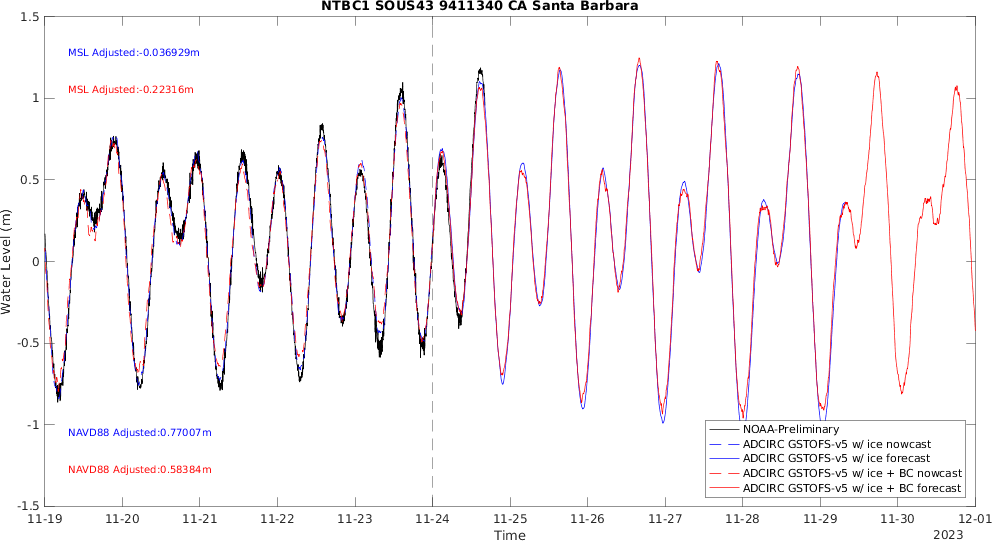 NTBC1 SOUS43 9411340 CA Santa Barbara
1.5
1
0.5
0
-0.5
-1
-1.5
Water Level (m)
MSL Adjusted:-0.036929m
MSL Adjusted:-0.22316m
NAVD88 Adjusted:0.77007m
NAVD88 Adjusted:0.58384m
NOAA-Preliminary
ADCIRC GSTOFS-v5 w/ ice nowcast
ADCIRC GSTOFS-v5 w/ ice forecast
ADCIRC GSTOFS-v5 w/ ice + BC nowcast
ADCIRC GSTOFS-v5 w/ ice + BC forecast
11-19 11-20 11-21 11-22 11-23 11-24 11-25 11-26 11-27 11-28 11-29 11-30 12-01
Time
2023